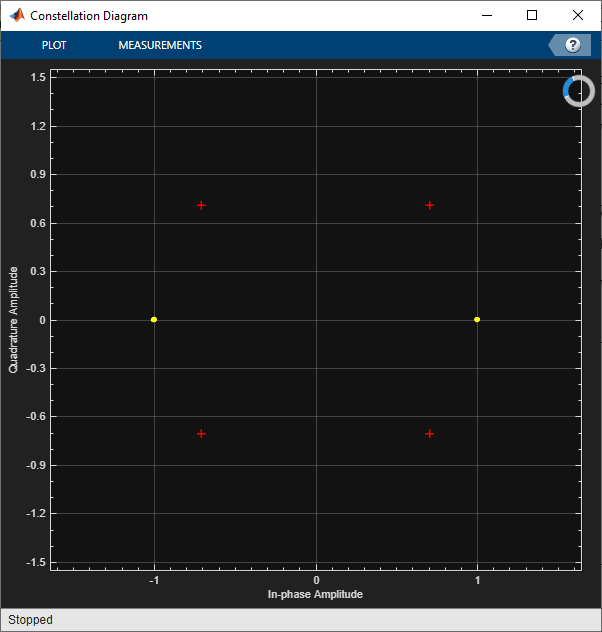 Constellation Diagram
PLOT MEASUREMENTS ?
1.5
1.2
0.9
0.6
0.3
0
-0.3
-0.6
-0.9
-1.2
-1.5
Quadrature Amplitude
-1 0 1
In-phase Amplitude
Stopped